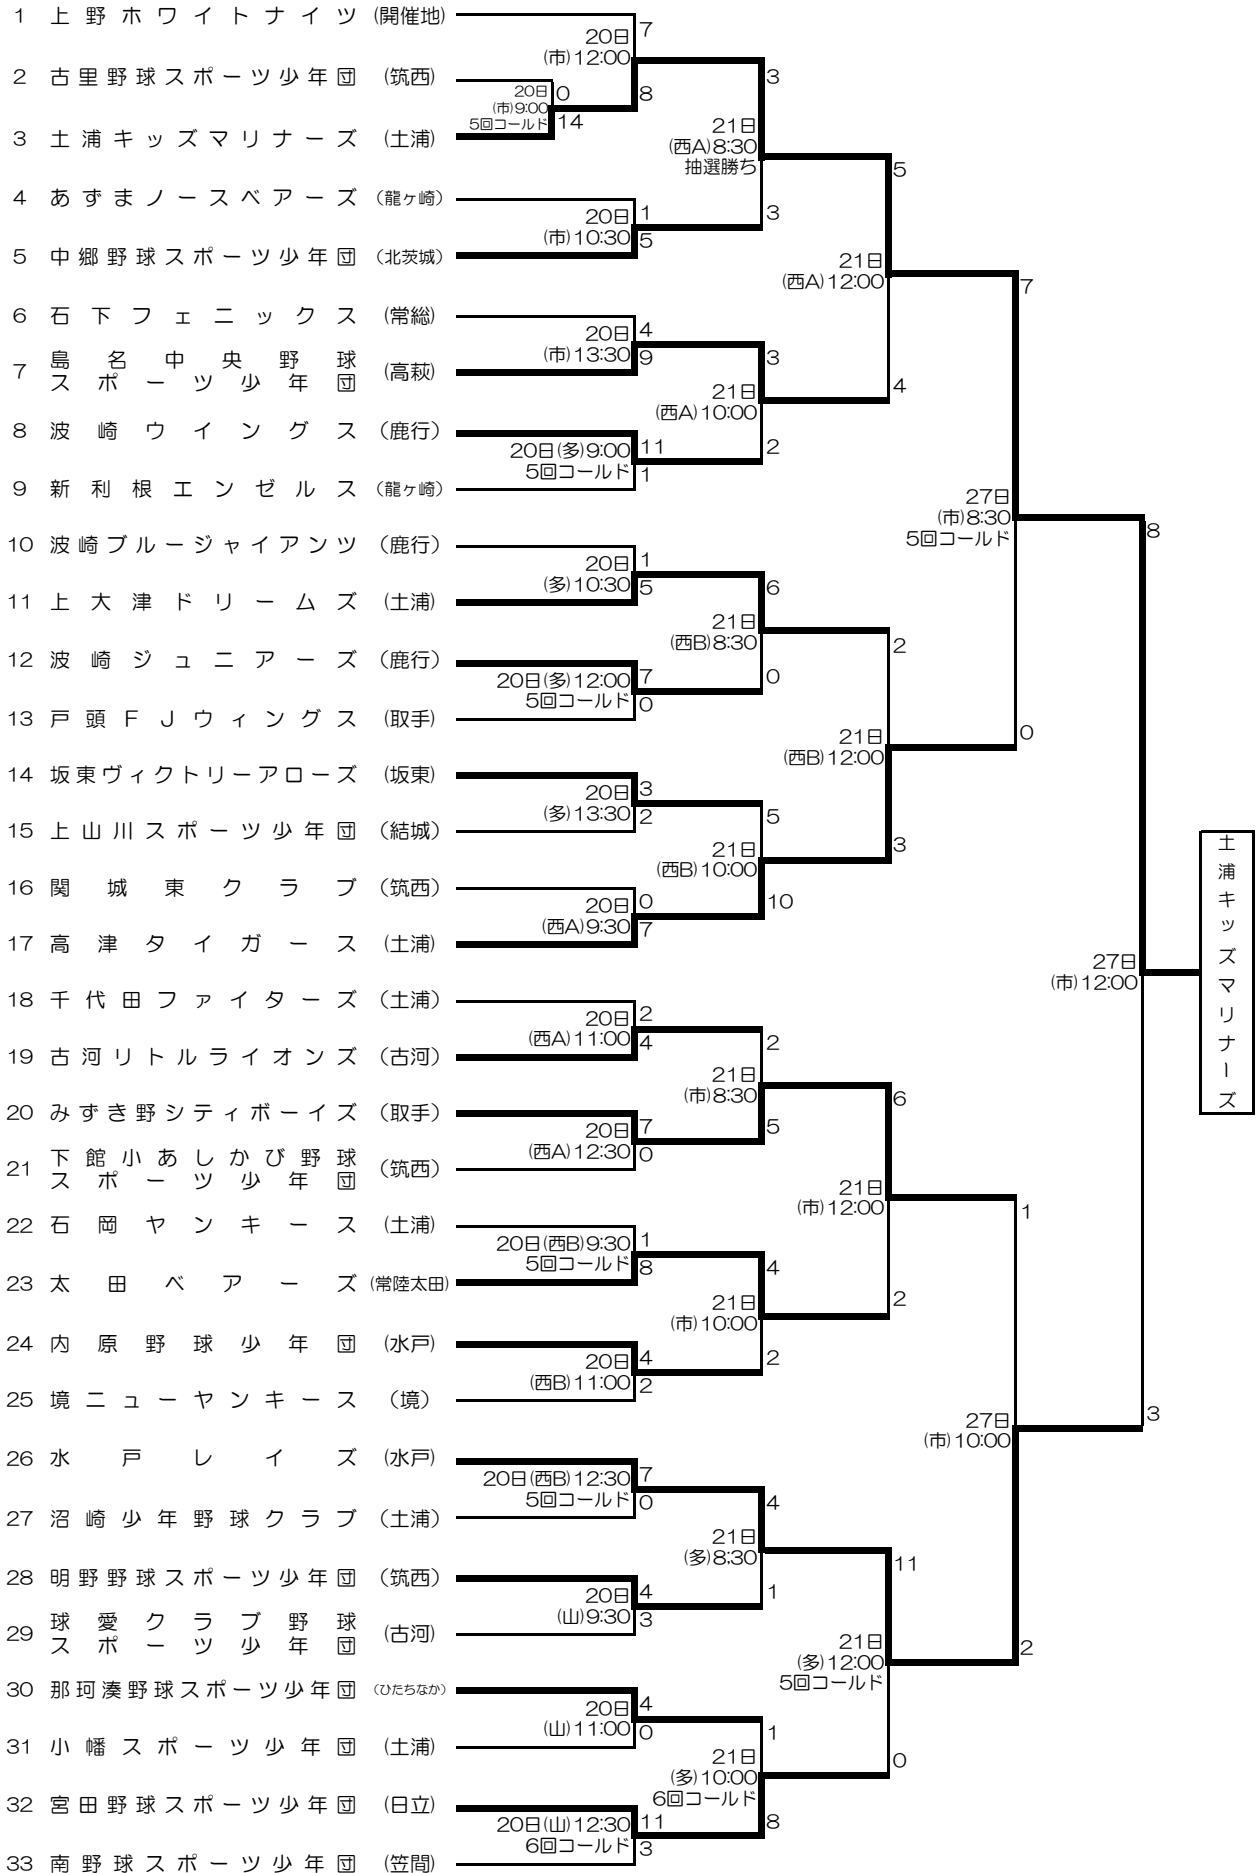 1 上野ホワイトナイツ (開催地)
7
20日
(市)12:00
3
2 古里野球スポーツ少年団 (筑西)
20日 0
(市)9:00
8
5回コールド 14
3 土浦キッズマリナーズ (土浦)
21日
(西A)8:30
抽選勝ち
5
4 あずまノースベアーズ (龍ヶ崎)
20日 1
3
(市)10:30 5
5 中郷野球スポーツ少年団 (北茨城)
21日
(西A)12:00
7
6 石下フェニックス (常総)
20日 4
(市)13:30 9
3
7 島名中央野球
スポーツ少年団 (高萩)
21日
(西A)10:00
4
8 波崎ウイングス (鹿行)
20日(多)9:00 11
2
5回コールド 1
9 新利根エンゼルス (龍ヶ崎)
27日
(市)8:30
5回コールド
8
10 波崎ブルージャイアンツ (鹿行)
20日 1
(多)10:30 5
6
11 上大津ドリームズ (土浦)
21日
(西B)8:30
2
12 波崎ジュニアーズ (鹿行)
20日(多)12:00 7
0
5回コールド 0
13 戸頭FJウィングス (取手)
21日
(西B)12:00
0
14 坂東ヴィクトリーアローズ (坂東)
20日 3
(多)13:30 2
5
15 上山川スポーツ少年団 (結城)
21日
(西B)10:00
3
16 関城東クラブ (筑西)
20日 0
10
(西A)9:30 7
17 高津タイガース (土浦)
27日
(市)12:00
土浦キッズマリナーズ
18 千代田ファイターズ (土浦)
20日 2
(西A)11:00 4
2
19 古河リトルライオンズ (古河)
21日
(市)8:30
6
20 みずき野シティボーイズ (取手)
20日 7
5
(西A)12:30 0
21 下館小あしかび野球
スポーツ少年団 (筑西)
21日
(市)12:00
1
22 石岡ヤンキース (土浦)
20日(西B)9:30 1
5回コールド 8
4
23 太田ベアーズ (常陸太田)
21日
(市)10:00
2
24 内原野球少年団 (水戸)
20日 4
2
(西B)11:00 2
25 境ニューヤンキース (境)
27日
(市)10:00
3
26 水戸レイズ (水戸)
20日(西B)12:30 7
5回コールド 0
4
27 沼崎少年野球クラブ (土浦)
21日
(多)8:30
11
28 明野野球スポーツ少年団 (筑西)
20日 4
1
(山)9:30 3
29 球愛クラブ野球
スポーツ少年団 (古河)
21日
(多)12:00
5回コールド
2
30 那珂湊野球スポーツ少年団 (ひたちなか)
20日 4
(山)11:00 0
1
31 小幡スポーツ少年団 (土浦)
21日
(多)10:00
6回コールド
0
32 宮田野球スポーツ少年団 (日立)
20日(山)12:30 11
8
6回コールド 3
33 南野球スポーツ少年団 (笠間)